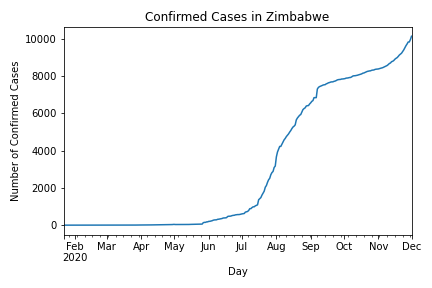 Confirmed Cases in Zimbabwe
Number of Confirmed Cases
10000
8000
6000
4000
2000
0
Feb Mar Apr May Jun Jul Aug Sep Oct Nov Dec
2020
Day